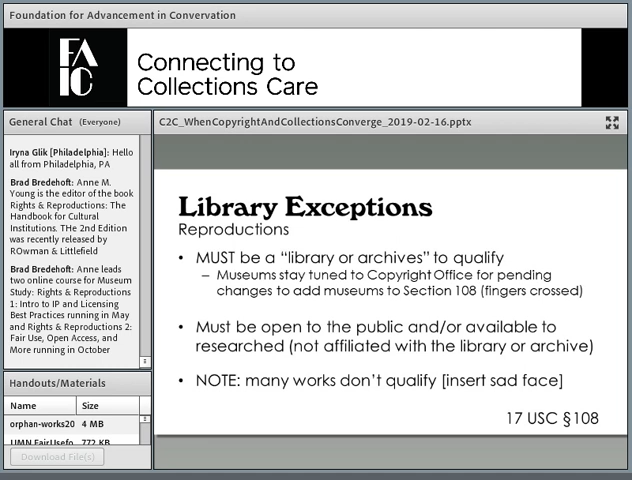 Foundation for Advancement in Convervation
FA
IC
Connecting to
Collections Care
General Chat (Everyone)
Iryna Glik [Philadelphia]: Hello
all from Philadelphia, PA
Brad Bredehoft: Anne M.
Young is the editor of the book
Rights & Reproductions: The
Handbook for Cultural
Institutions. THe 2nd Edition
was recently released by
ROwman & Littlefield
Brad Bredehoft: Anne leads
two online course for Museum
Study: Rights & Reproductions
1: Intro to IP and Licensing
Best Practices running in May
and Rights & Reproductions 2:
Fair Use, Open Access, and
More running in October
Handouts/Materials
Name Size
orphan-works20 4 MB
UMN FairUsefo 772 KB
Download File(s)
C2C_WhenCopyrightAndCollectionsConverge_2019-02-16.pptx
Library Exceptions
Reproductions
• MUST be a “library or archives” to qualify
– Museums stay tuned to Copyright Office for pending
changes to add museums to Section 108 (fingers crossed)
• Must be open to the public and/or available to
researched (not affiliated with the library or archive)
• NOTE: many works don’t qualify [insert sad face]
17 USC §108